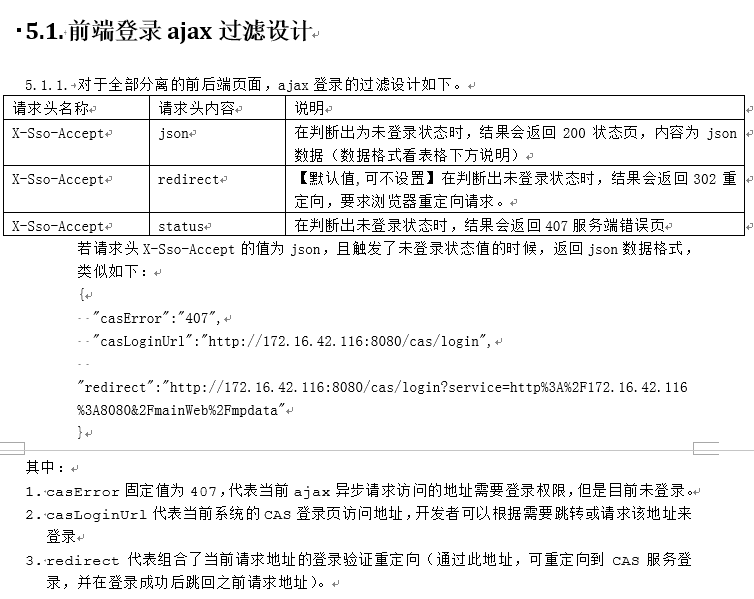 5.1. 前端登录 ajax 过滤设计
5.1.1. 对于全部分离的前后端页面，ajax 登录的过滤设计如下。
请求头名称 请求头内容 说明
X-Sso-Accept json 在判断出为未登录状态时，结果会返回 200 状态页，内容为 json
数据（数据格式看表格下方说明）
X-Sso-Accept redirect 【默认值,可不设置】在判断出未登录状态时，结果会返回 302 重
定向，要求浏览器重定向请求。
X-Sso-Accept status 在判断出未登录状态时，结果会返回 407 服务端错误页
若请求头 X-Sso-Accept 的值为 json，且触发了未登录状态值的时候，返回 json 数据格式，
类似如下：
{
"casError":"407",
"casLoginUrl":"http://172.16.42.116:8080/cas/login",
"redirect":"http://172.16.42.116:8080/cas/login?service=http%3A%2F172.16.42.116
%3A8080&2FmainWeb%2Fmpdata"
}
其中：
1. casError 固定值为 407，代表当前 ajax 异步请求访问的地址需要登录权限，但是目前未登录。
2. casLoginUrl 代表当前系统的 CAS 登录页访问地址，开发者可以根据需要跳转或请求该地址来
登录
3. redirect 代表组合了当前请求地址的登录验证重定向（通过此地址，可重定向到 CAS 服务登
录，并在登录成功后跳回之前请求地址）。